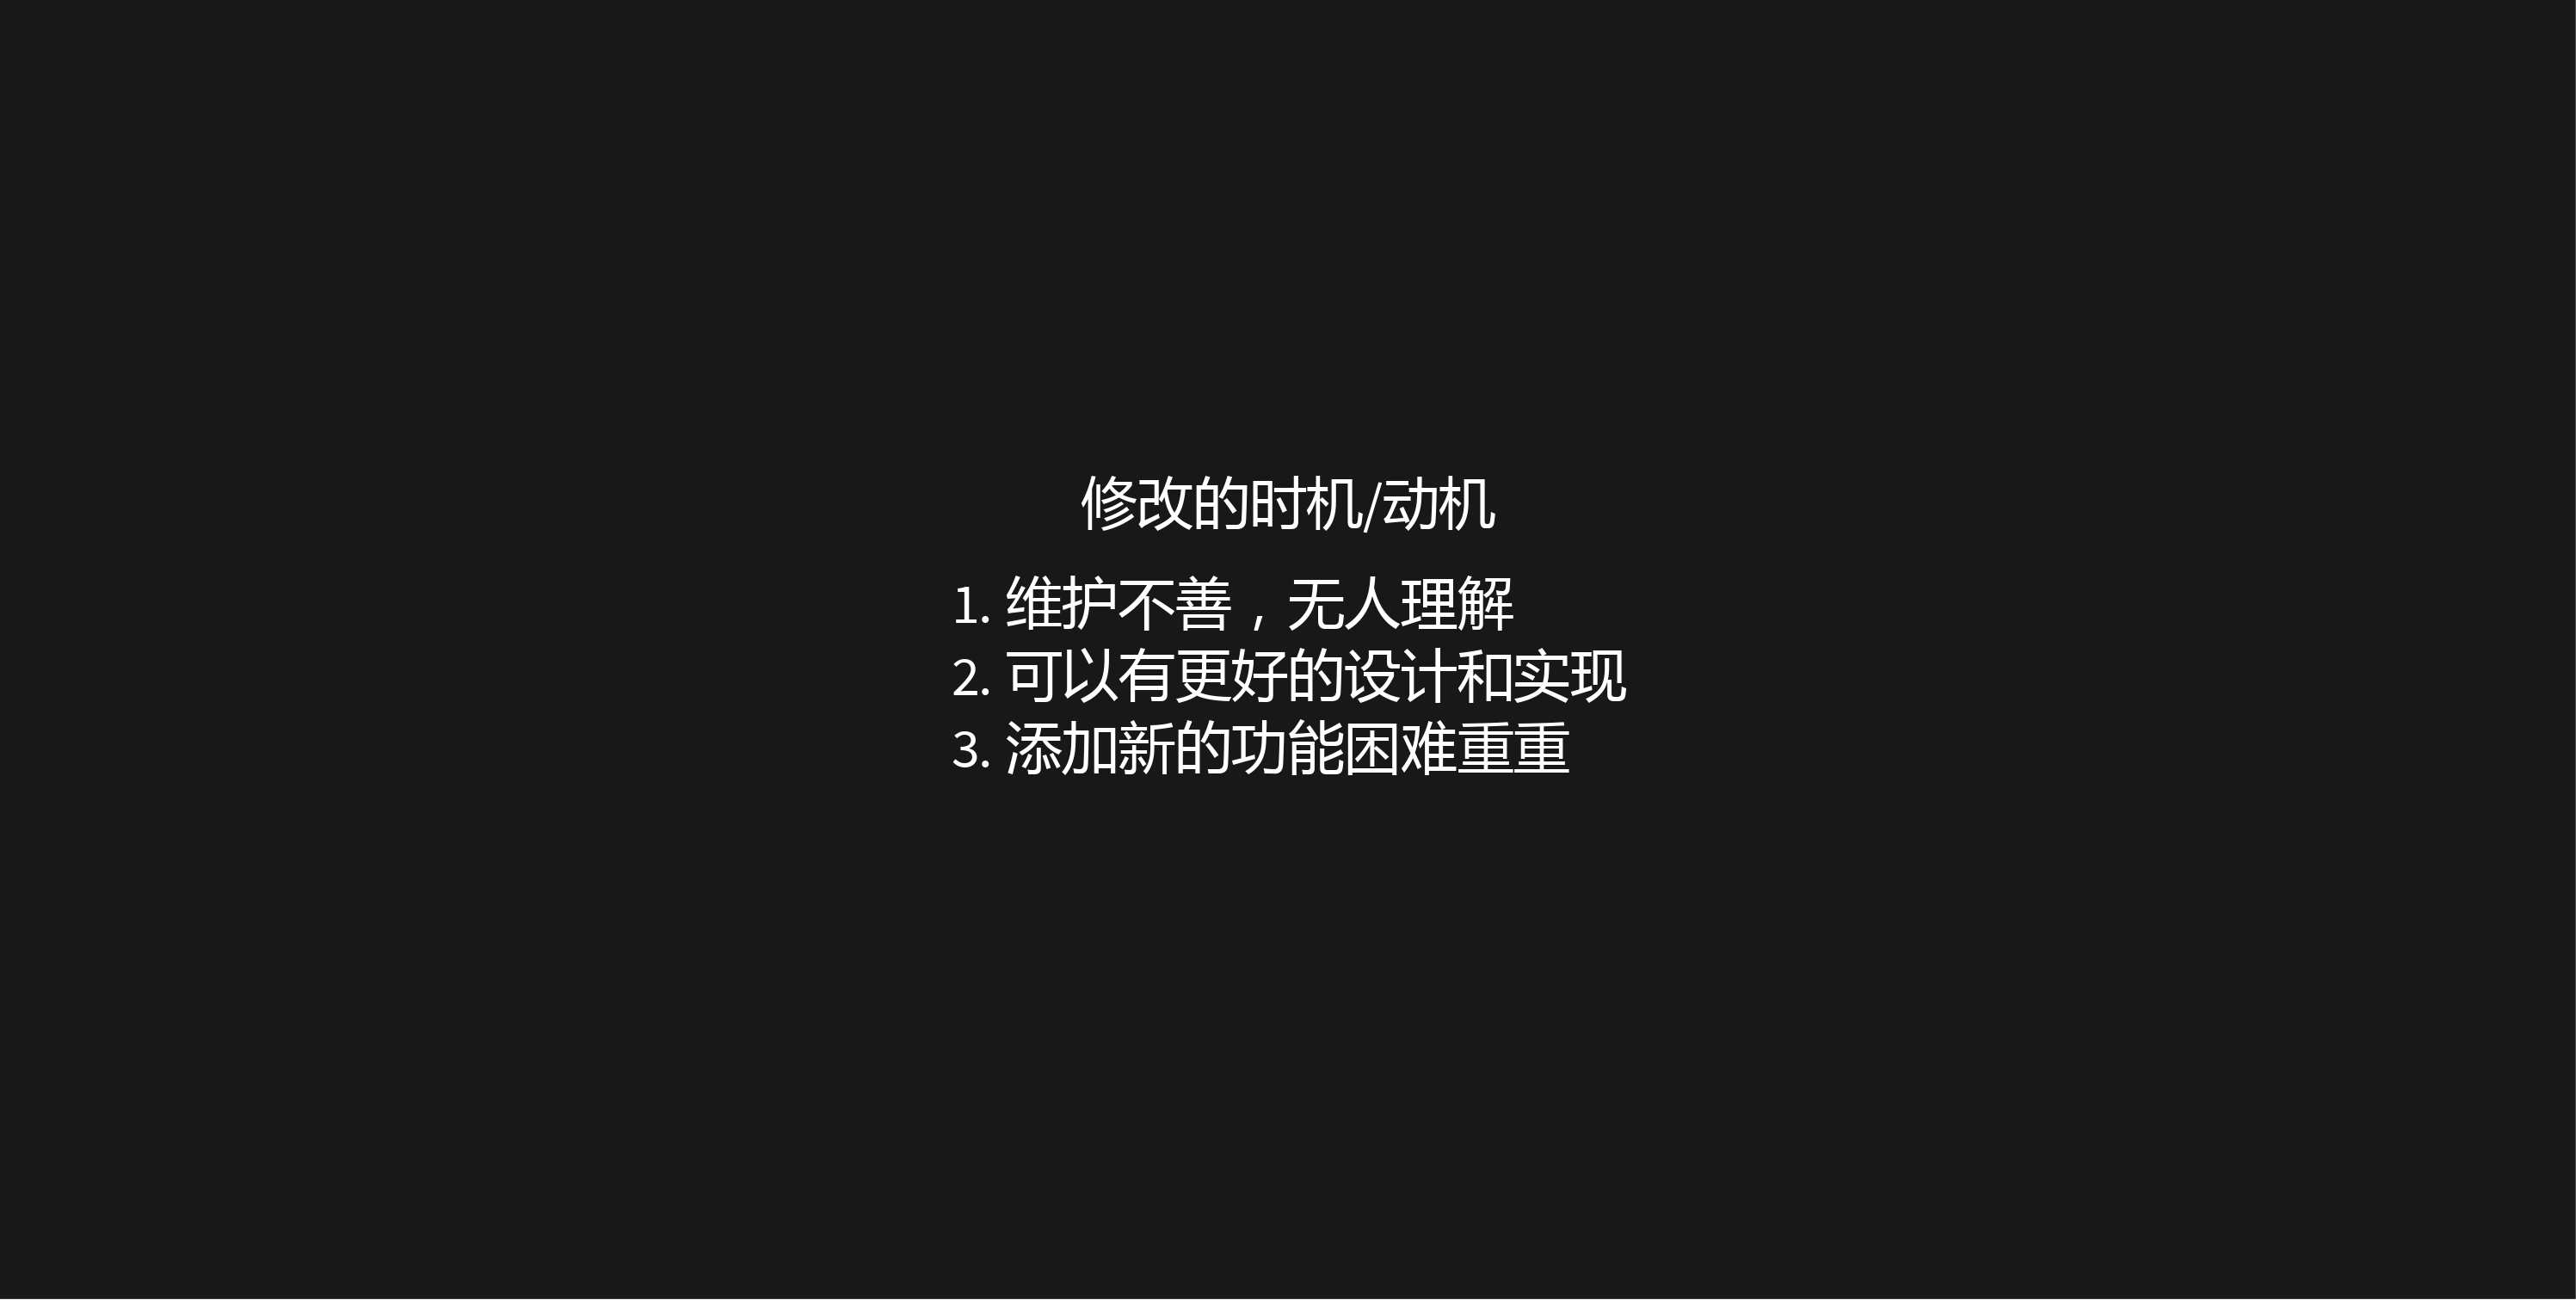 修改的时机/动机
1. 维护不善，无人理解
2. 可以有更好的设计和实现
3. 添加新的功能困难重重